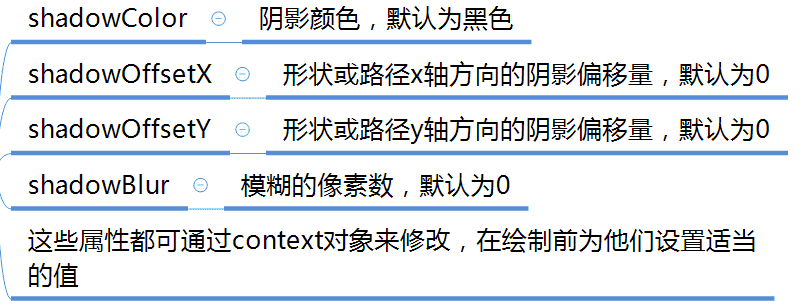 shadowColor 阴影颜色，默认为黑色
shadowOffsetX 形状或路径x轴方向的阴影偏移量，默认为0
shadowOffsetY 形状或路径y轴方向的阴影偏移量，默认为0
shadowBlur 模糊的像素数，默认为0
这些属性都可通过context对象来修改，在绘制前为他们设置适当
的值